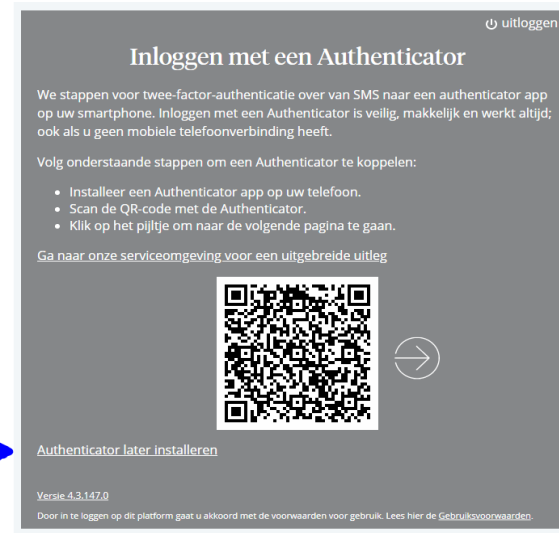 uitloggen
Inloggen met een Authenticator
We stappen voor twee-factor-authenticatie over van SMS naar een authenticator app
op uw smartphone. Inloggen met een Authenticator is veilig, makkelijk en werkt altijd;
ook als u geen mobiele telefoonverbinding heeft.
Volg onderstaande stappen om een Authenticator te koppelen:
• Installeer een Authenticator app op uw telefoon.
• Scan de QR-code met de Authenticator.
• Klik op het pijltje om naar de volgende pagina te gaan.
Ga naar onze serviceomgeving voor een uitgebreide uitleg
Authenticator later installeren
Versie 4.3.147.0
Door in te loggen op dit platform gaat u akkoord met de voorwaarden voor gebruik. Lees hier de Gebruiksvoorwaarden.